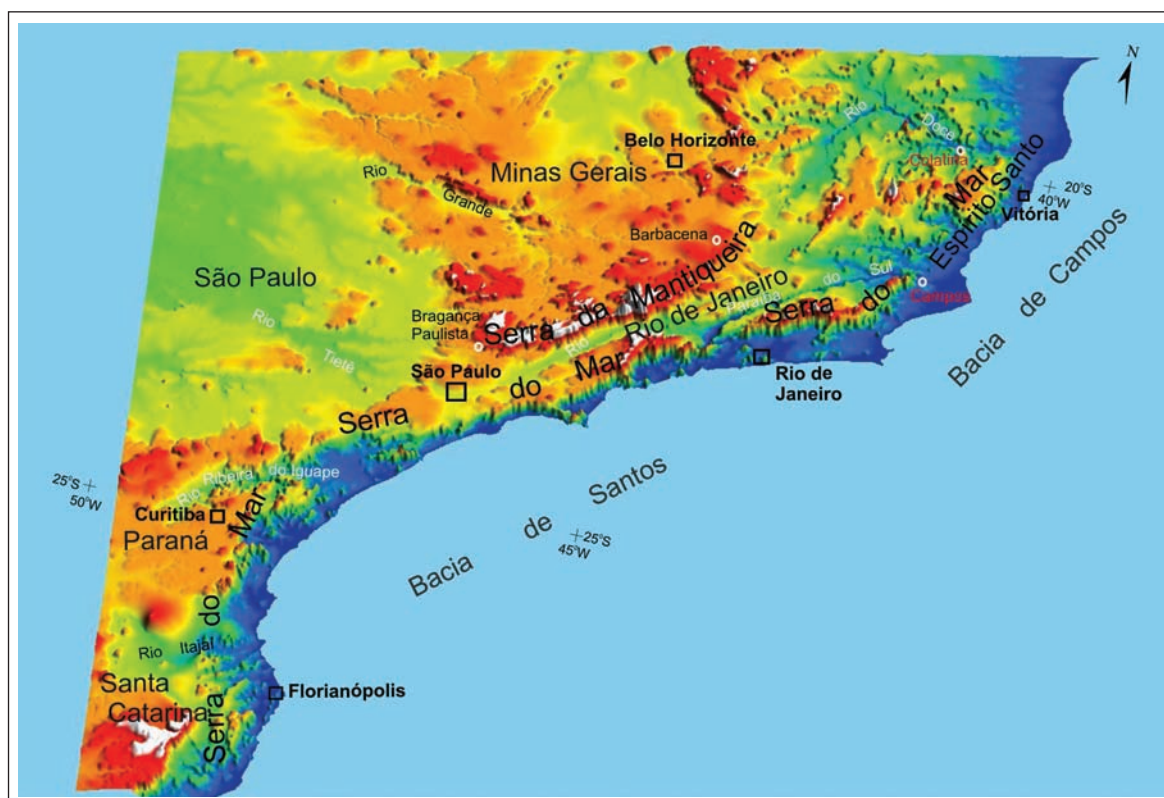 N
Rio Doce
Belo Horizonte
Colatina
Minas Gerais
Rio Grande
20°S
40°W
Vitória
Espírito Santo
Barbacena
São Paulo
Serra da Mantiqueira
Rio Paraíba do Sul
Rio de Janeiro
Campos
Bacia de Campos
Bragança
Paulista
Rio Tietê
São Paulo
Rio de
Janeiro
Serra do Mar
Serra do Mar
25°S
50°W
Rio Ribeira do Iguape
Bacia de Santos
25°S
45°W
Curitiba
Paraná
Serra do Mar
Rio Itajaí
Santa
Catarina
Florianópolis